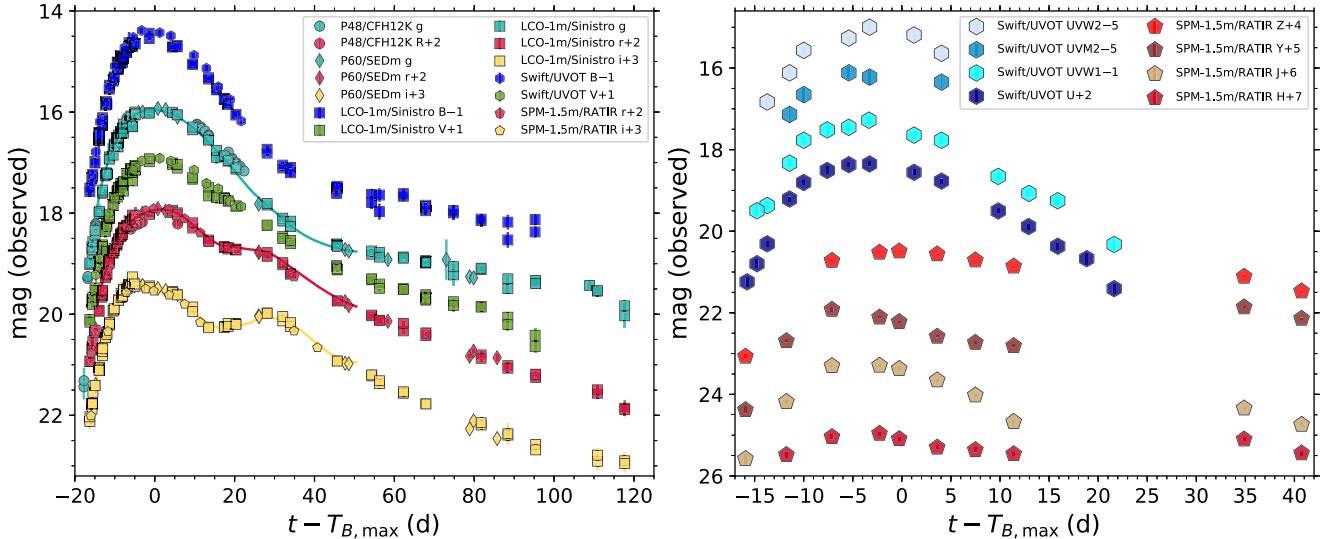 mag (observed)
14
16
18
20
22
P48/CFH12K g
P48/CFH12K R+2
P60/SEDm g
P60/SEDm r+2
P60/SEDm i+3
LCO-1m/Sinistro B−1
LCO-1m/Sinistro V+1
LCO-1m/Sinistro g
LCO-1m/Sinistro r+2
LCO-1m/Sinistro i+3
Swift/UVOT B−1
Swift/UVOT V+1
SPM-1.5m/RATIR r+2
SPM-1.5m/RATIR i+3
−20 0 20 40 60 80 100 120
t − T_B, max (d)
mag (observed)
14
16
18
20
22
24
26
Swift/UVOT UVW2−5
Swift/UVOT UVM2−5
Swift/UVOT UVW1−1
Swift/UVOT U+2
SPM-1.5m/RATIR Z+4
SPM-1.5m/RATIR Y+5
SPM-1.5m/RATIR J+6
SPM-1.5m/RATIR H+7
−15 −10 −5 0 5 10 15 20 25 30 35 40
t − T_B, max (d)